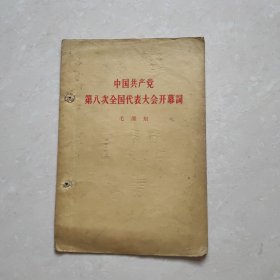 中国共产党
第八次全国代表大会开幕詞
毛澤东